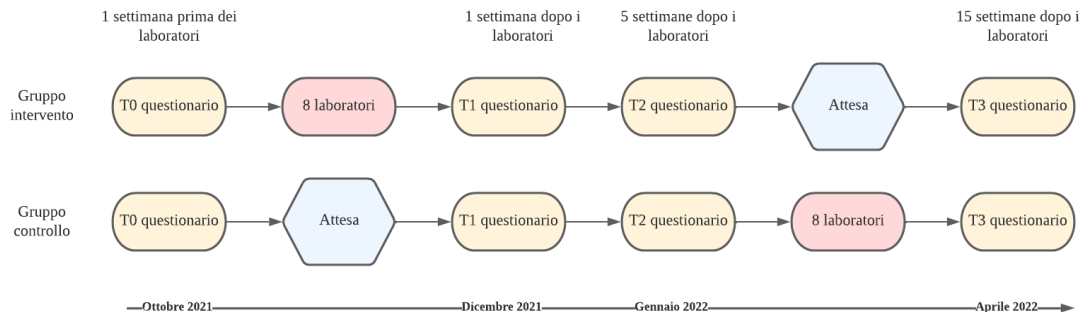 1 settimana prima dei
laboratori
1 settimana dopo i
laboratori
5 settimane dopo i
laboratori
15 settimane dopo i
laboratori
Gruppo
intervento
T0 questionario
8 laboratori
T1 questionario
T2 questionario
Attesa
T3 questionario
Gruppo
controllo
T0 questionario
Attesa
T1 questionario
T2 questionario
8 laboratori
T3 questionario
Ottobre 2021
Dicembre 2021
Gennaio 2022
Aprile 2022